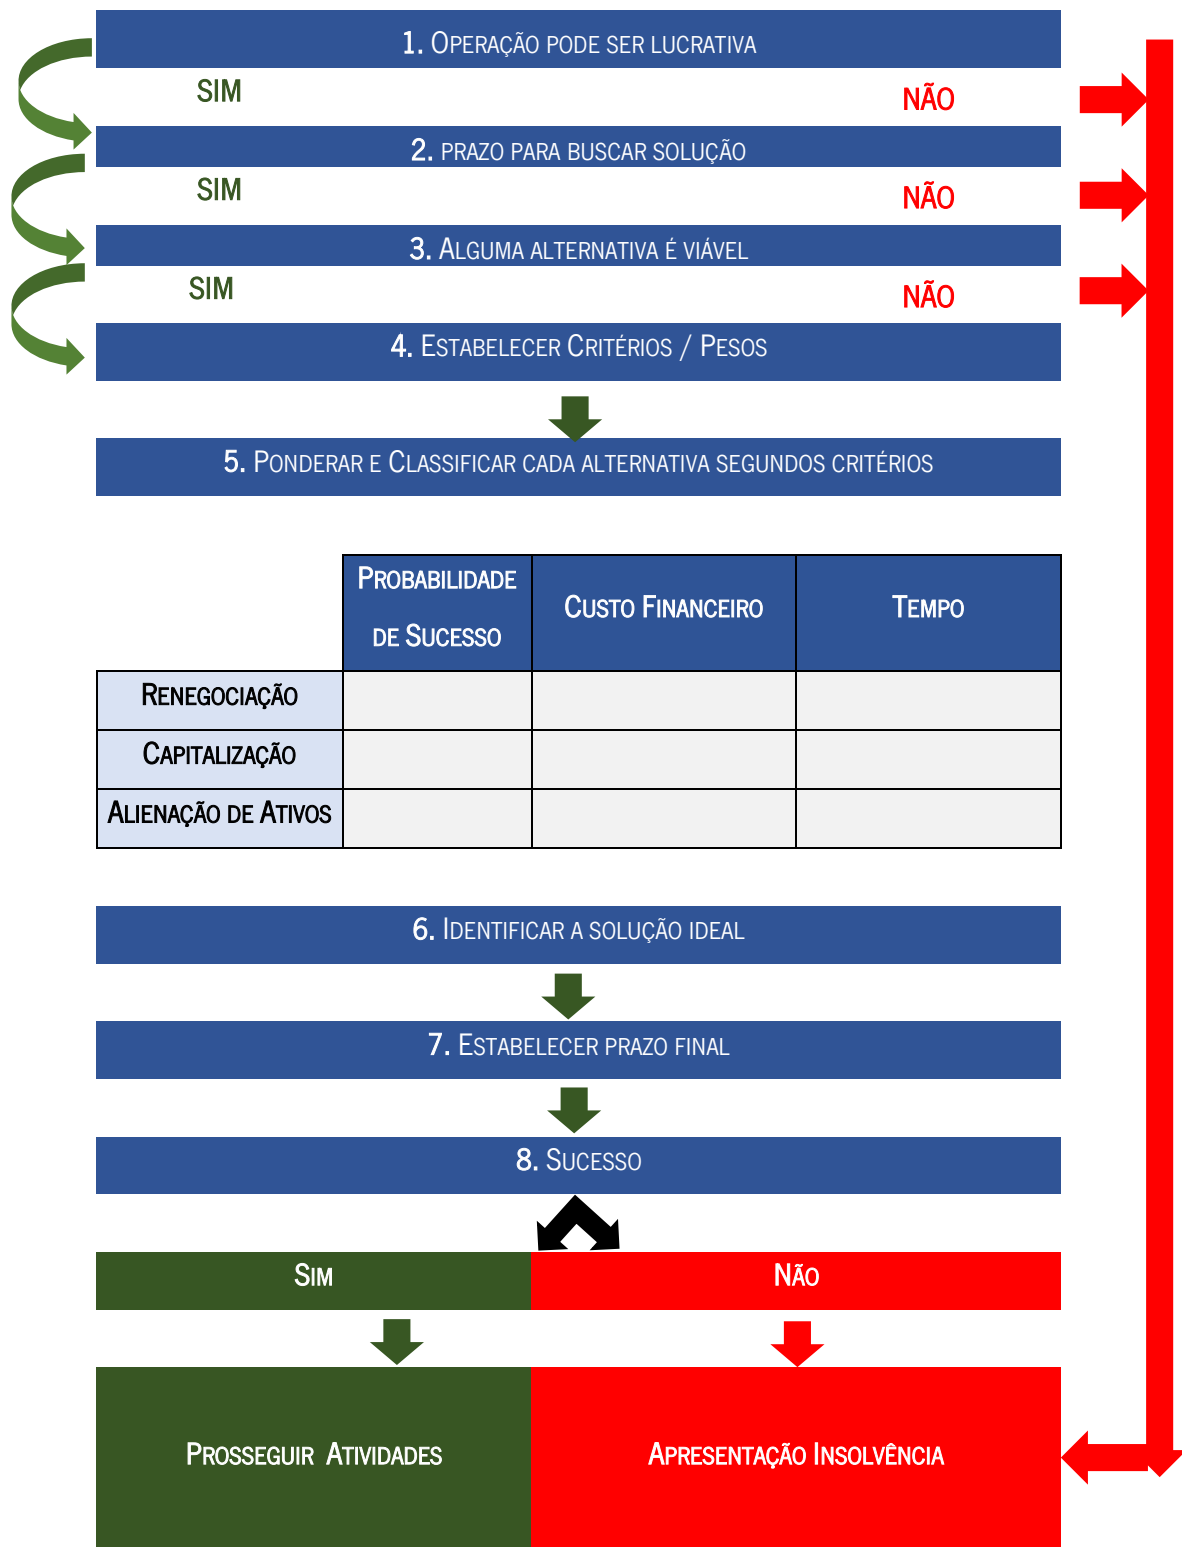 1. Operação pode ser lucrativa
SIM
NÃO
2. prazo para buscar solução
SIM
NÃO
3. Alguma alternativa é viável
SIM
NÃO
4. Estabelecer Critérios / Pesos
5. Ponderar e Classificar cada alternativa segundos critérios
Probabilidade
de Sucesso
Custo Financeiro
Tempo
Renegociação
Capitalização
Alienação de Ativos
6. Identificar a solução ideal
7. Estabelecer prazo final
8. Sucesso
Sim
Não
Prosseguir Atividades
Apresentação Insolvência